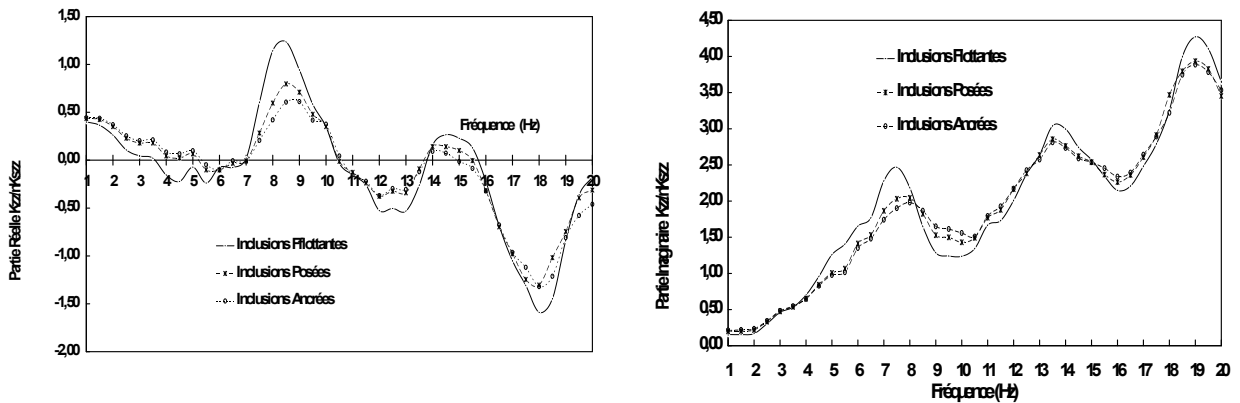 1,50
1,00
0,50
0,00
-0,50
-1,00
-1,50
-2,00
Partie Réelle Kzz/nKszz
Fréquence (Hz)
1 2 3 4 5 6 7 8 9 10 11 12 13 14 15 16 17 18 19 20
Inclusions Pflottantes
Inclusions Posées
Inclusions Ancrées
4,50
4,00
3,50
3,00
2,50
2,00
1,50
1,00
0,50
0,00
Partie Imaginaire Kzz/nKszz
Inclusions Flottantes
Inclusions Posées
Inclusions Ancrées
1 2 3 4 5 6 7 8 9 10 11 12 13 14 15 16 17 18 19 20
Fréquence (Hz)